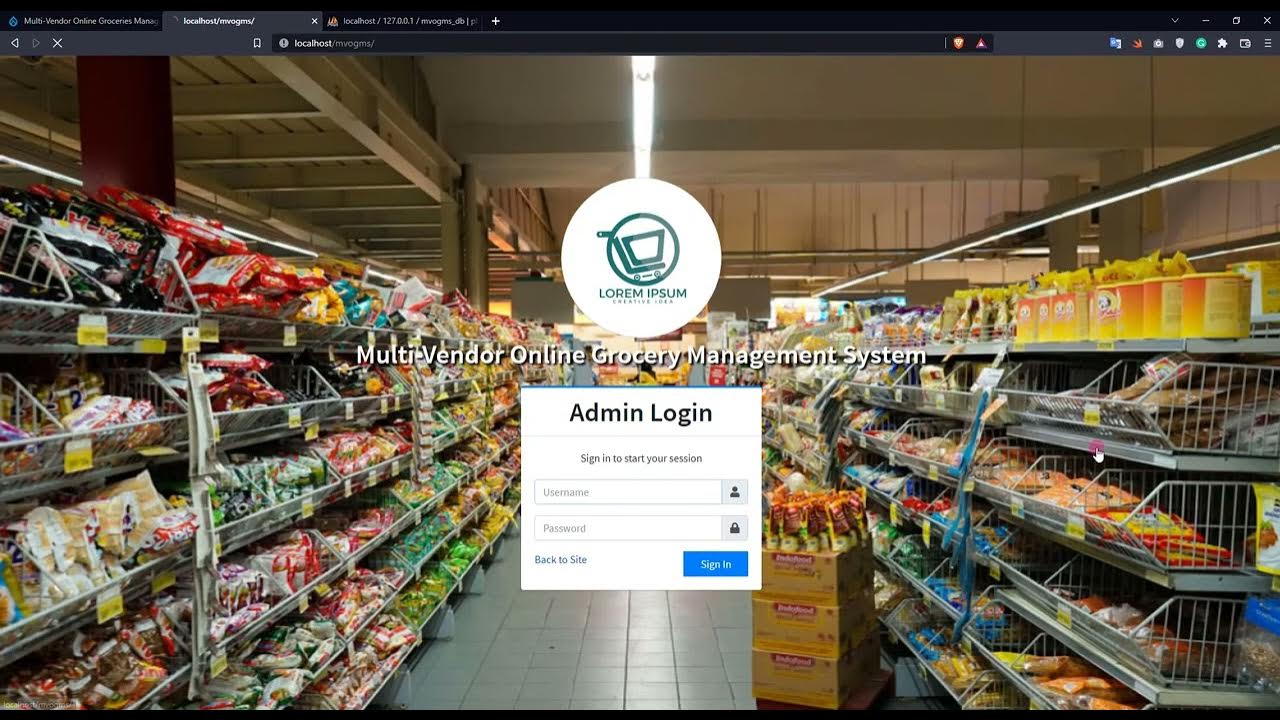 Multi-Vendor Online Groceries Manag
localhost/mvogms/
localhost / 127.0.0.1 / mvogms_db | p
localhost/mvogms/
LOREM IPSUM
CREATIVE IDEA
Multi-Vendor Online Grocery Management System
Admin Login
Sign in to start your session
Username
Password
Back to Site
Sign In
Indofood
Indofood
Indofood
localhost/mvogms/